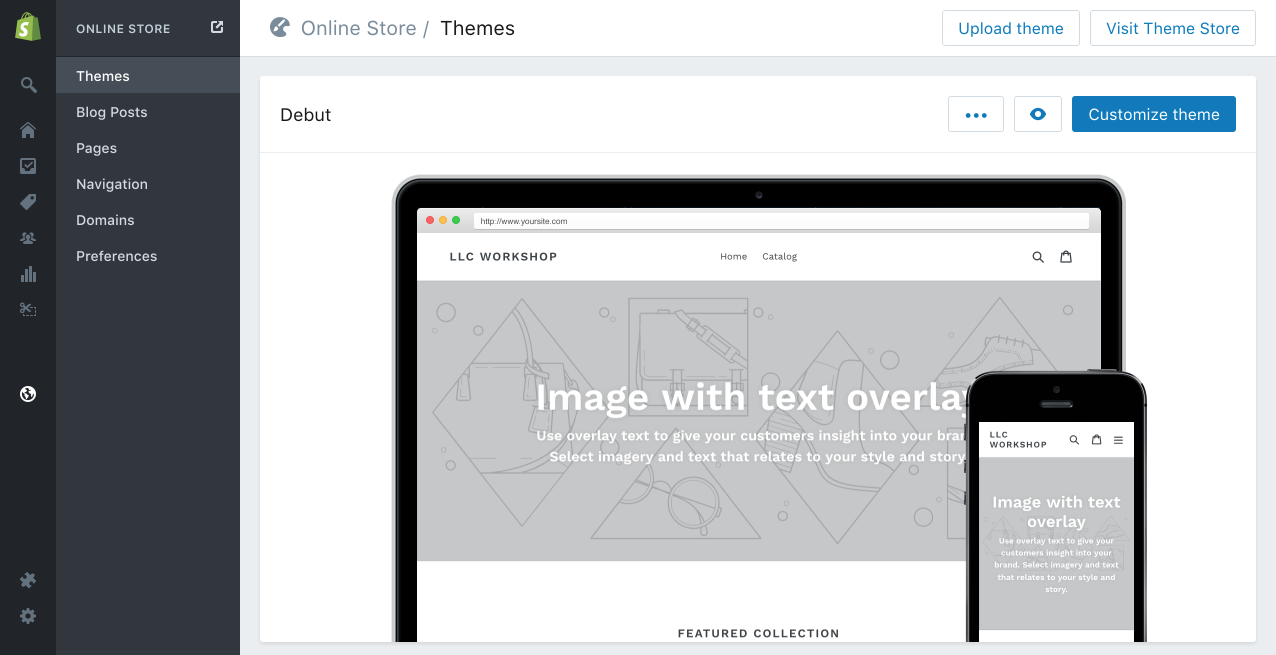 ONLINE STORE
Themes
Blog Posts
Pages
Navigation
Domains
Preferences
Online Store / Themes
Upload theme
Visit Theme Store
Debut
Customize theme
http://www.yoursite.com
LLC WORKSHOP
Home
Catalog
Image with text overlay
Use overlay text to give your customers insight into your bran
Select imagery and text that relates to your style and story.
FEATURED COLLECTION
LLC
WORKSHOP
Image with text
overlay
Use overlay text to give your
customers insight into your
brand. Select imagery and text
that relates to your style and
story.